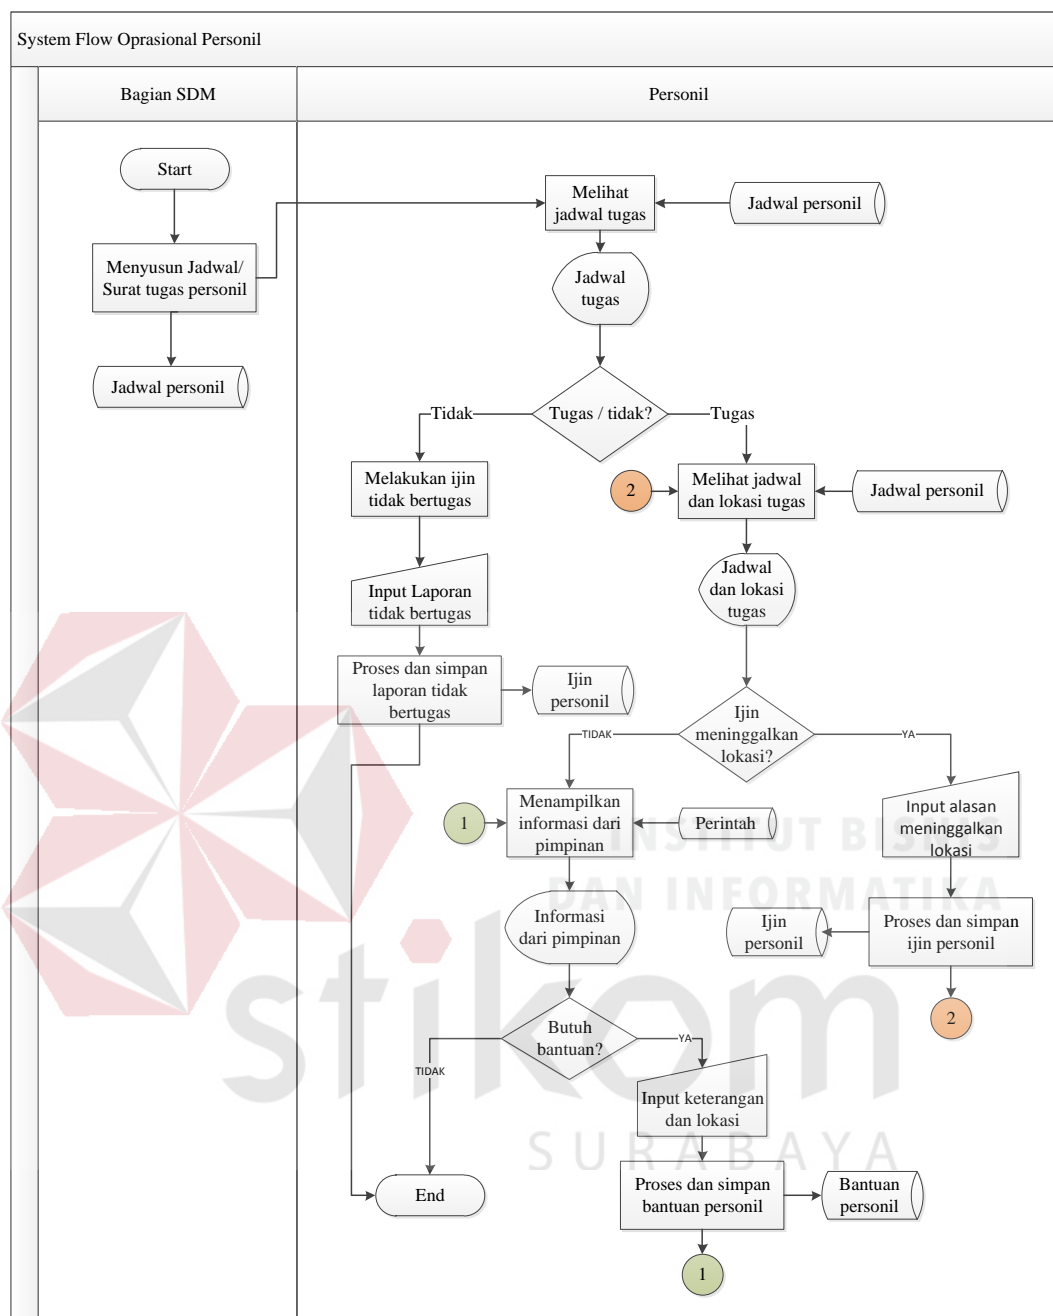 System Flow Oprasional Personil
Bagian SDM
Personil
Start
Menyusun Jadwal/
Surat tugas personil
Jadwal personil
Melihat
jadwal tugas
Jadwal personil
Jadwal
tugas
Tugas / tidak?
Tidak
Tugas
Melakukan ijin
tidak bertugas
2
Melihat jadwal
dan lokasi tugas
Jadwal personil
Input Laporan
tidak bertugas
Jadwal
dan lokasi
tugas
Proses dan simpan
laporan tidak
bertugas
Ijin
personil
Ijin
meninggalkan
lokasi?
TIDAK
YA
1
Menampilkan
informasi dari
pimpinan
Perintah
Input alasan
meninggalkan
lokasi
INSTITUT BISNIS
DAN INFORMATIKA
Informasi
dari pimpinan
Ijin
personil
Proses dan simpan
ijin personil
2
stikom
SURABAYA
Butuh
bantuan?
TIDAK
YA
Input keterangan
dan lokasi
End
Proses dan simpan
bantuan personil
Bantuan
personil
1